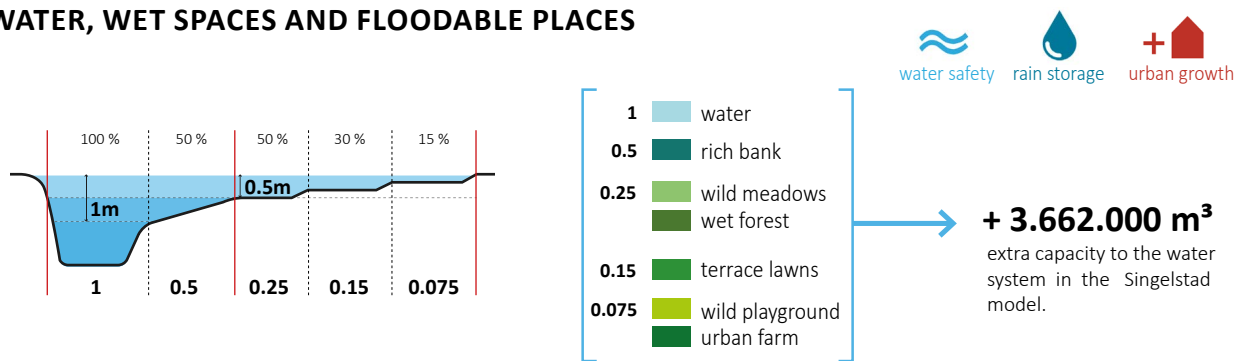 WATER, WET SPACES AND FLOODABLE PLACES
water safety
rain storage
+
urban growth
100 %
50 %
50 %
30 %
15 %
0.5m
1m
1
0.5
0.25
0.15
0.075
1
water
0.5
rich bank
0.25
wild meadows
wet forest
0.15
terrace lawns
0.075
wild playground
urban farm
+ 3.662.000 m³
extra capacity to the water
system in the Singelstad
model.